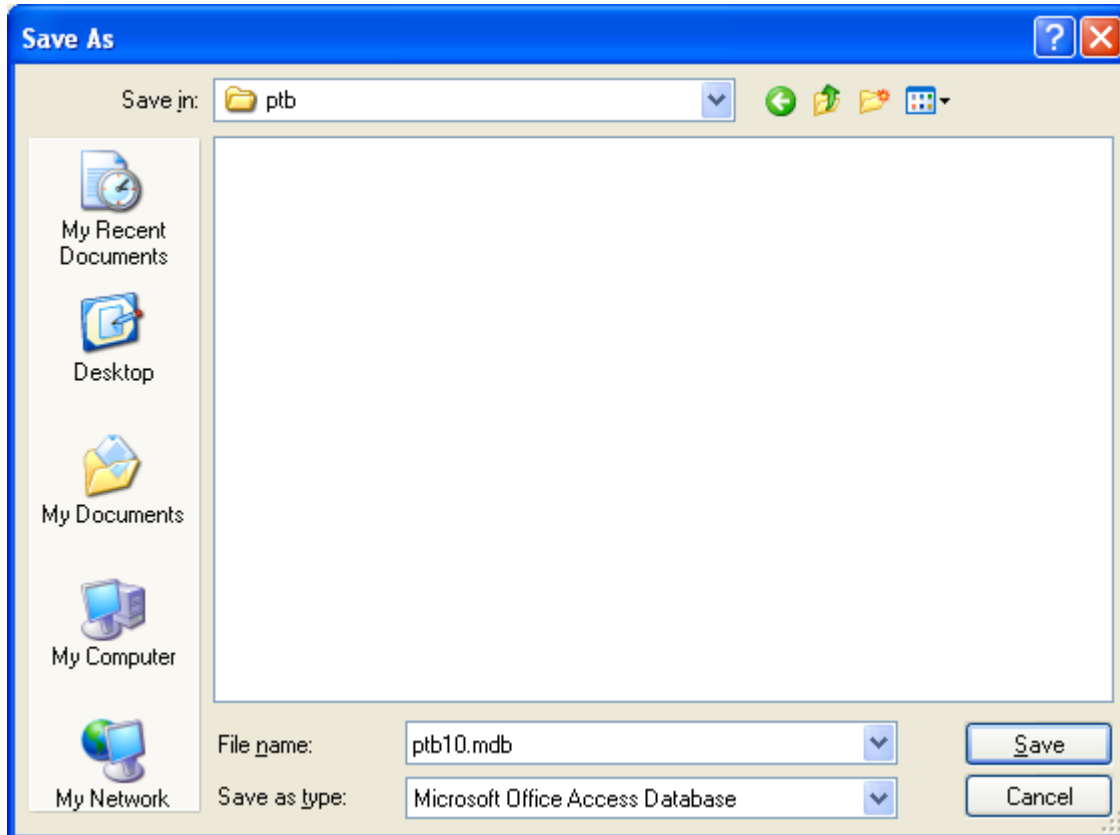 Save As
Save in:
ptb
My Recent
Documents
Desktop
My Documents
My Computer
My Network
File name:
ptb10.mdb
Save
Save as type:
Microsoft Office Access Database
Cancel